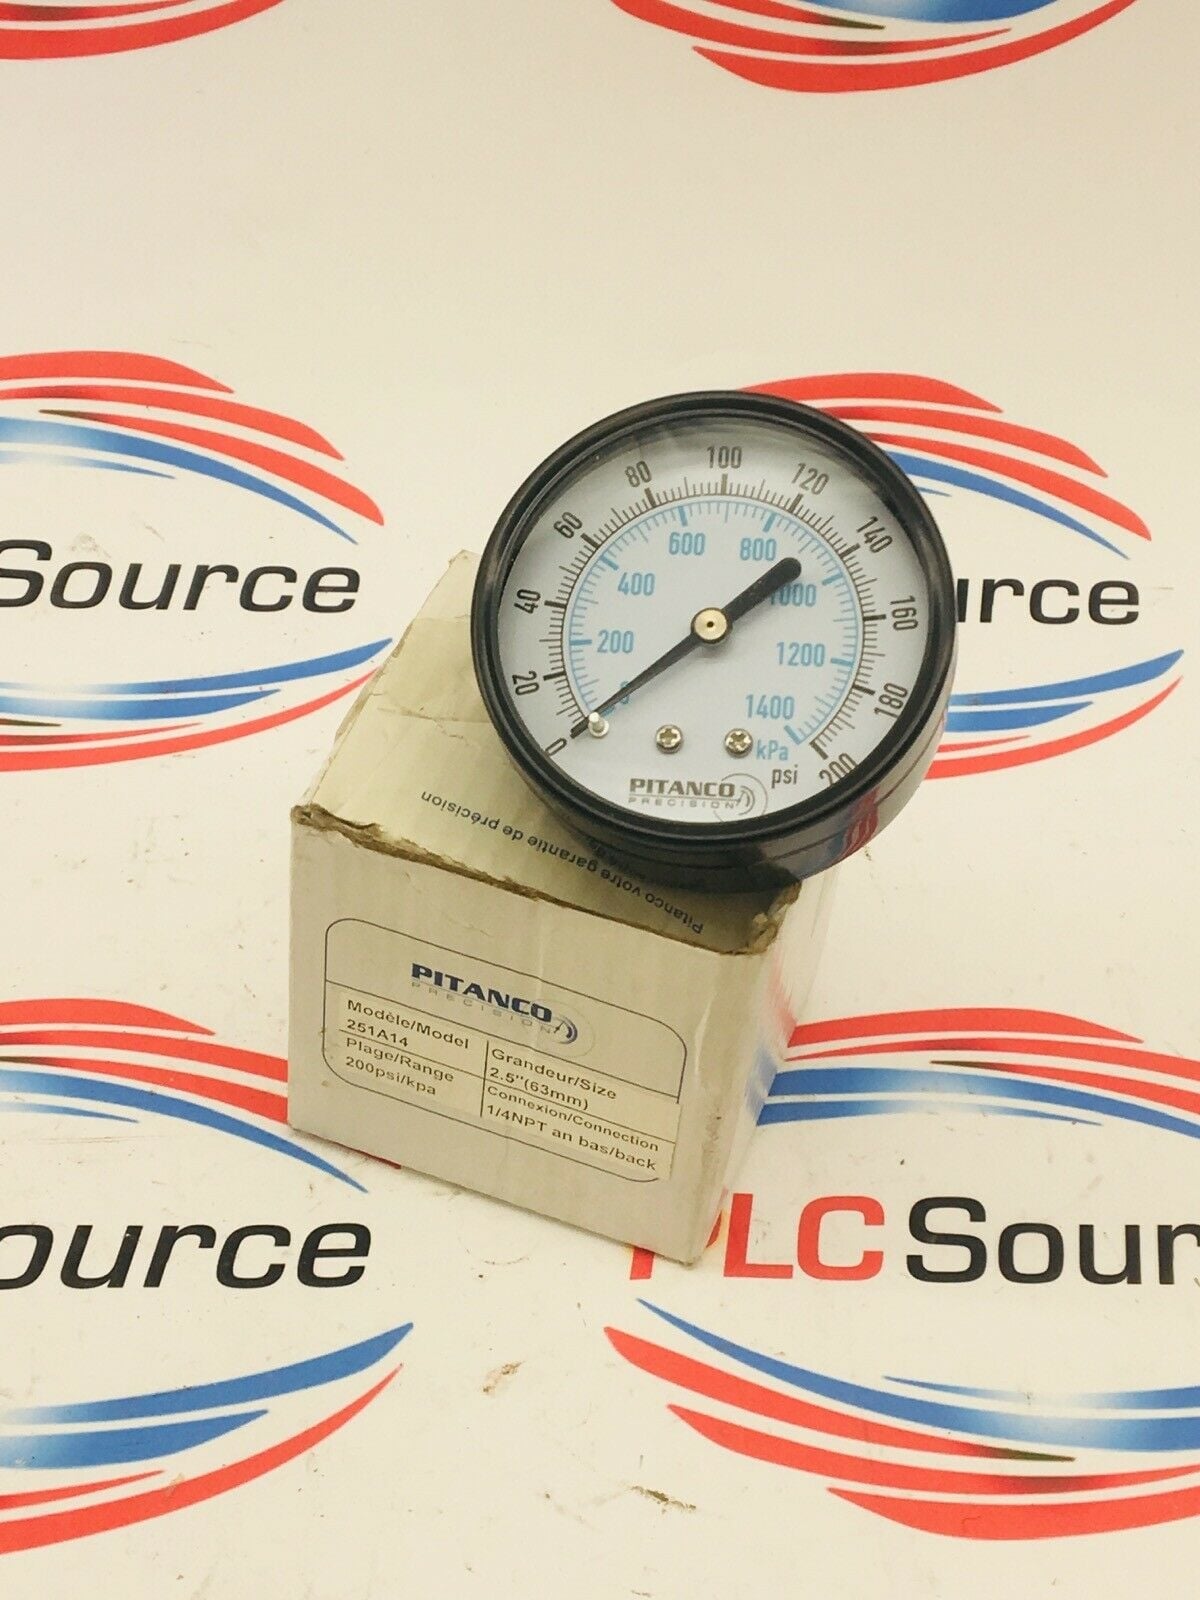 Source
urce
100
80
120
60
140
600
800
400
1000
40
160
200
1200
20
180
0
1400
0
kPa
200
psi
PITANCO
PRECISION
Pitanco votre garantie de précision
PITANCO
PRECISION
Modèle/Model
251A14
Grandeur/Size
2.5"(63mm)
Plage/Range
200psi/kpa
Connexion/Connection
1/4NPT an bas/back
ource
PLCSour